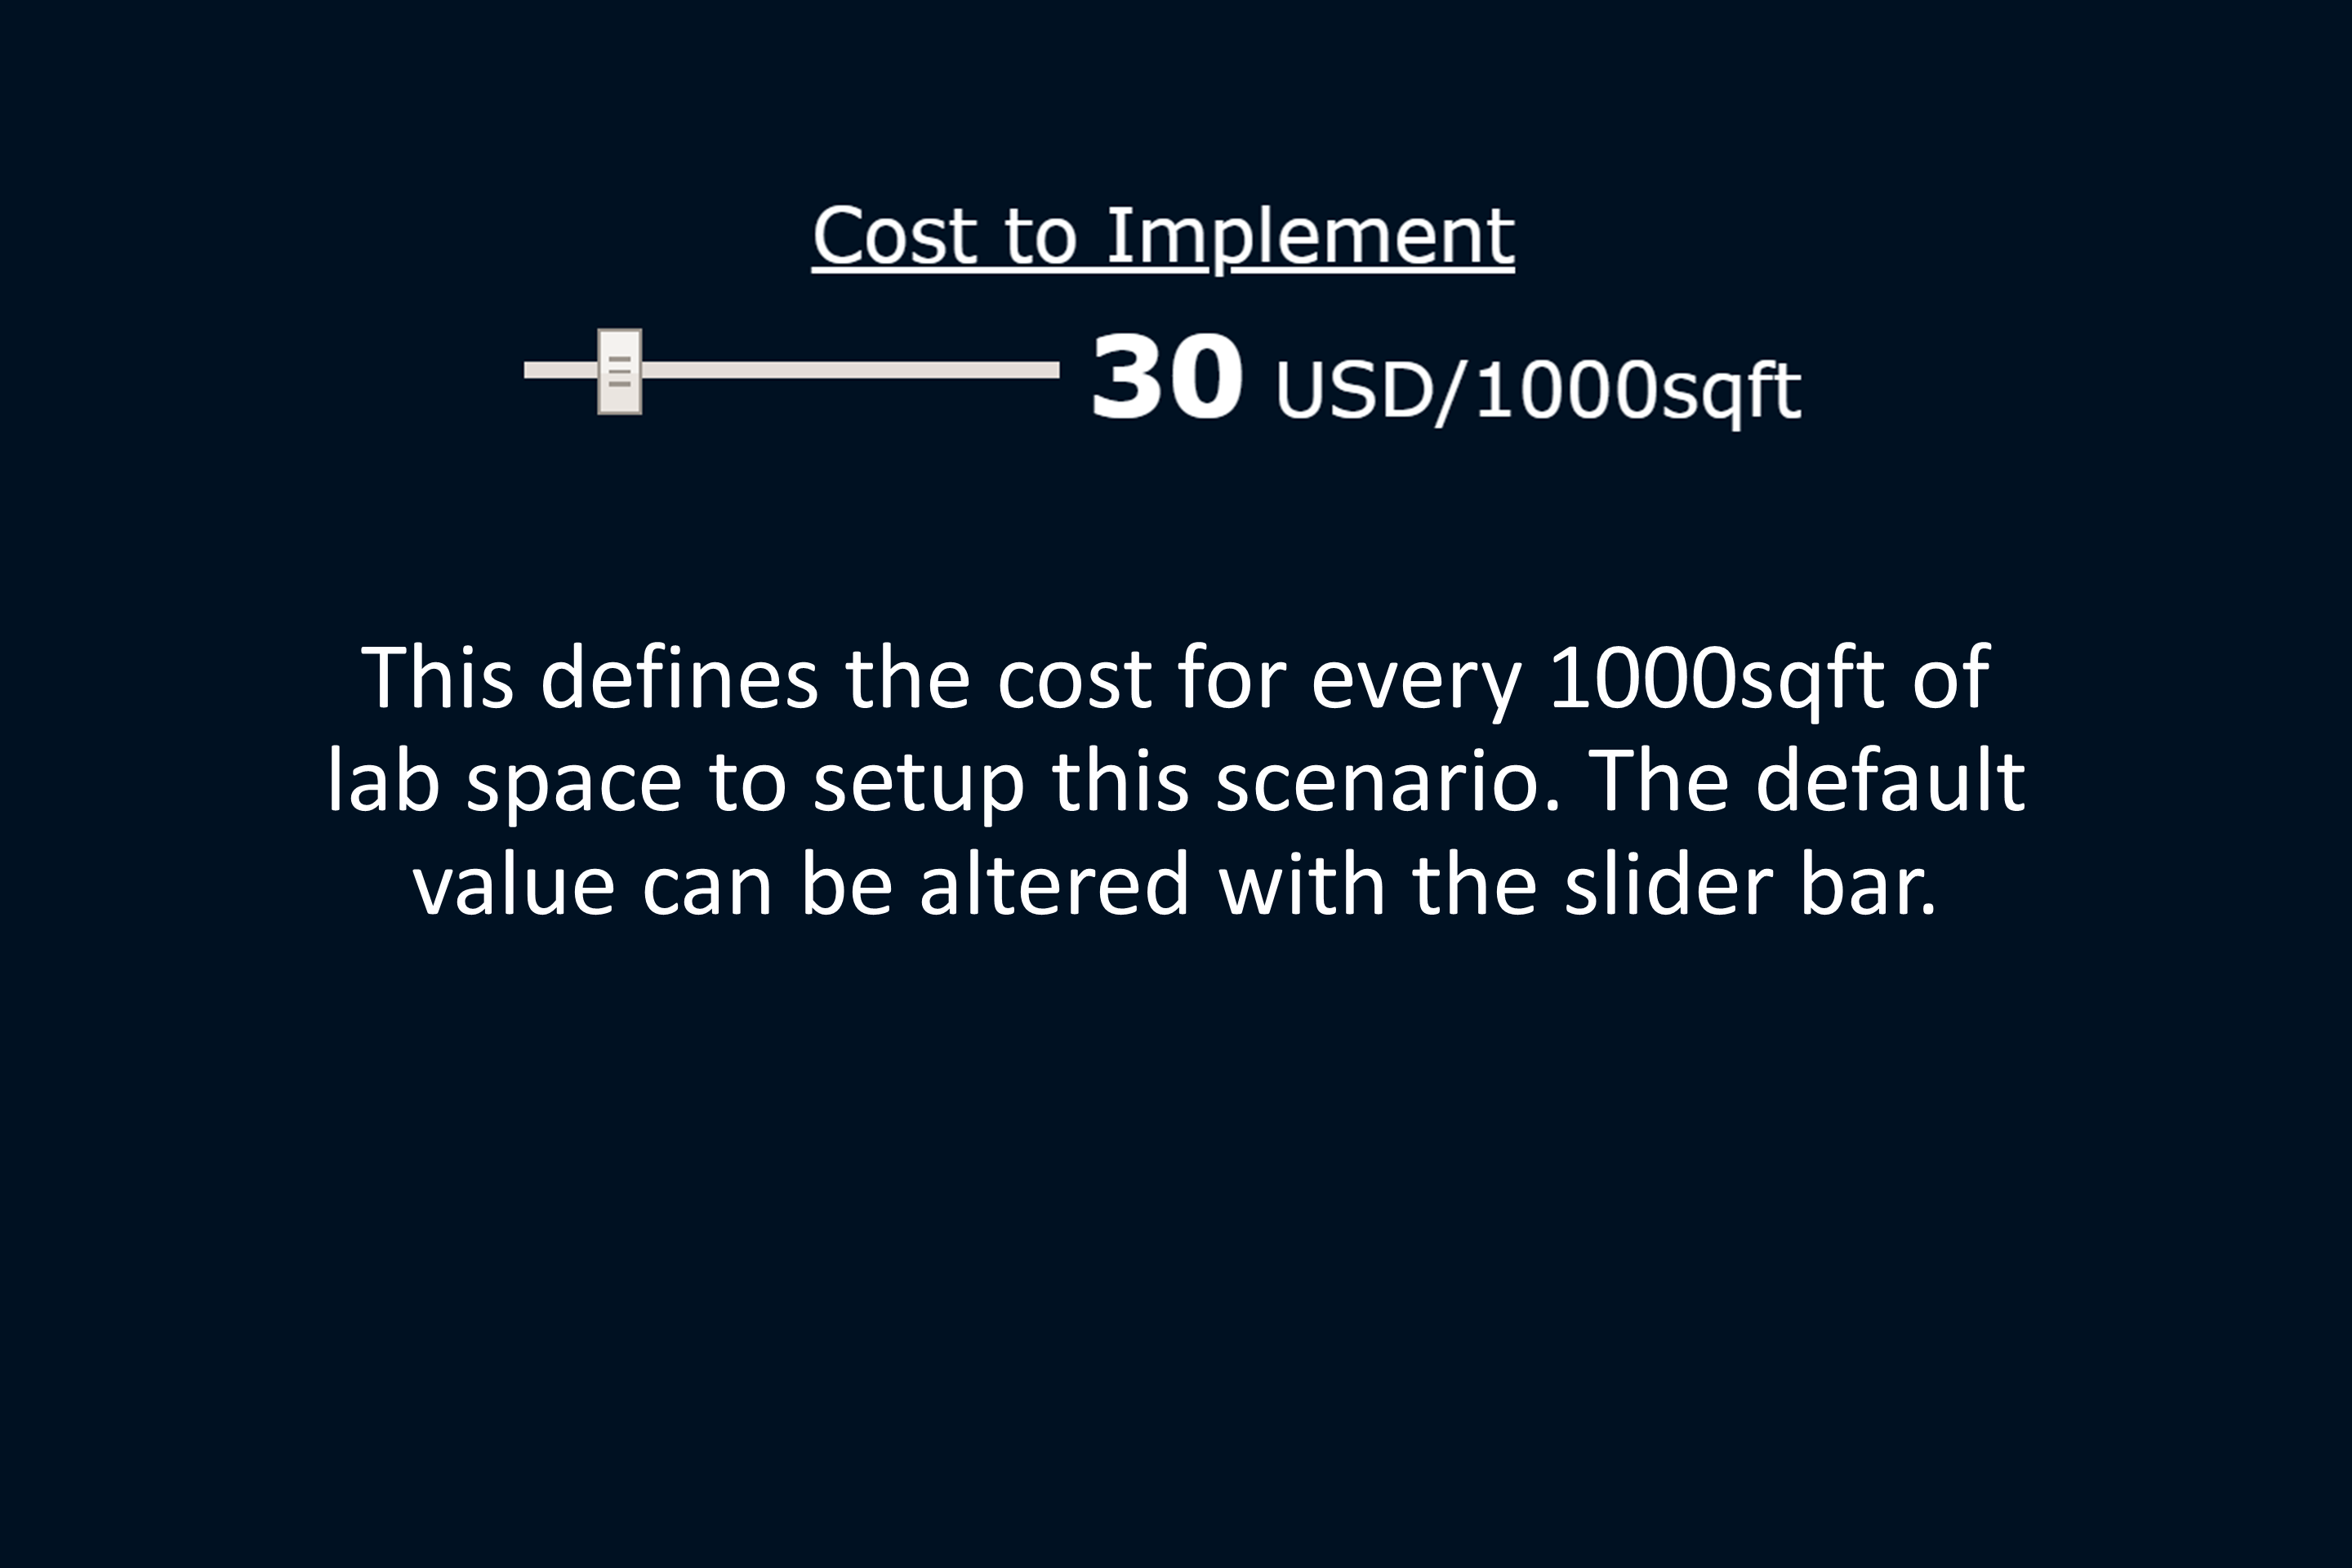 Cost to Implement
30 USD/1000sqft
This defines the cost for every 1000sqft of
lab space to setup this scenario. The default
value can be altered with the slider bar.